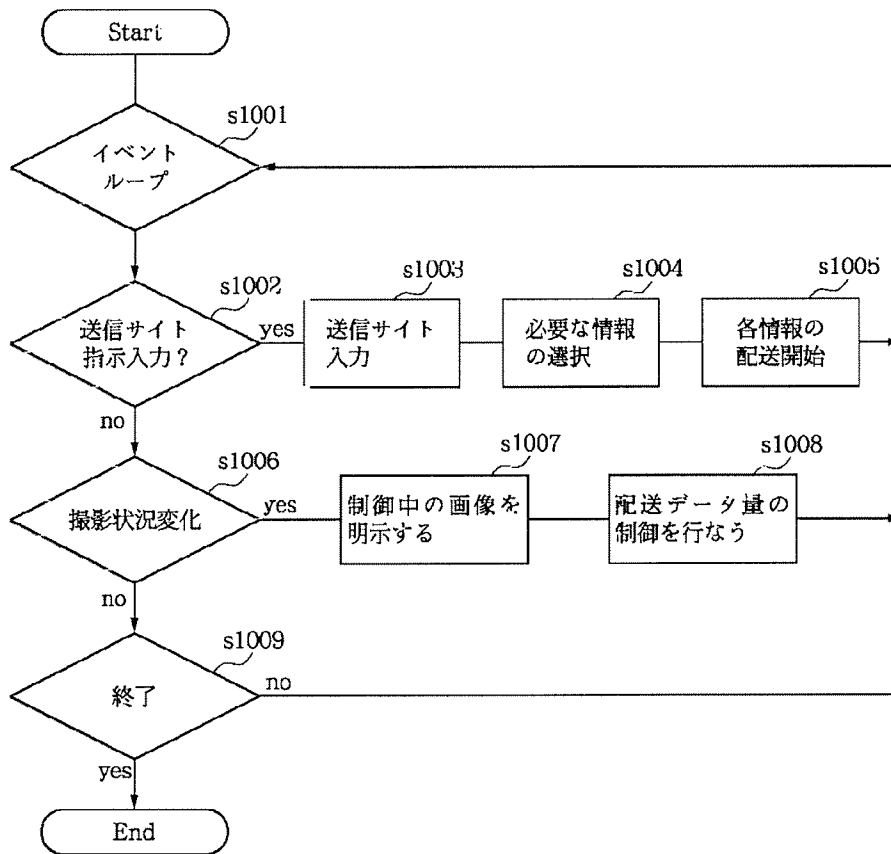 Start
s1001
イベント
ループ
s1002
送信サイト
指示入力?
yes
s1003
送信サイト
入力
s1004
必要な情報
の選択
s1005
各情報の
配送開始
no
s1006
撮影状況変化
yes
s1007
制御中の画像を
明示する
s1008
配送データ量の
制御を行なう
no
s1009
終了
no
yes
End